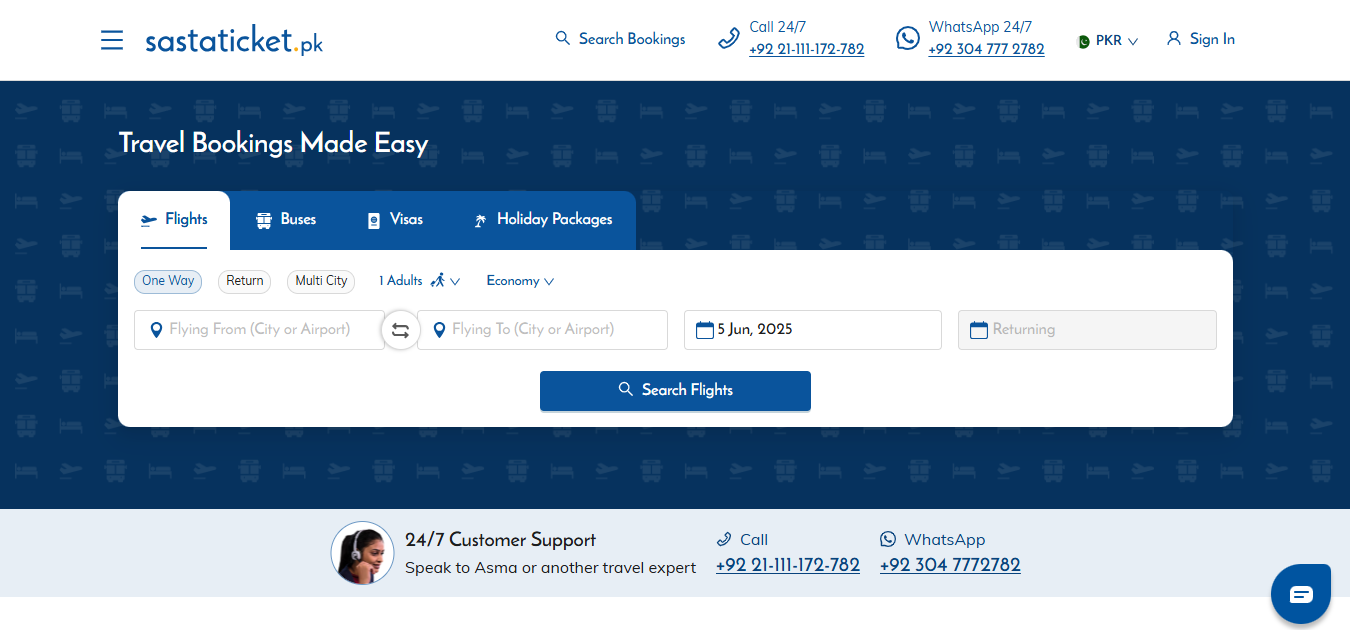 sastaticket.pk
Search Bookings
Call 24/7
+92 21-111-172-782
WhatsApp 24/7
+92 304 777 2782
PKR
Sign In
Travel Bookings Made Easy
Flights
Buses
Visas
Holiday Packages
One Way
Return
Multi City
1 Adults
Economy
Flying From (City or Airport)
Flying To (City or Airport)
5 Jun, 2025
Returning
Search Flights
24/7 Customer Support
Speak to Asma or another travel expert
Call
+92 21-111-172-782
WhatsApp
+92 304 7772782